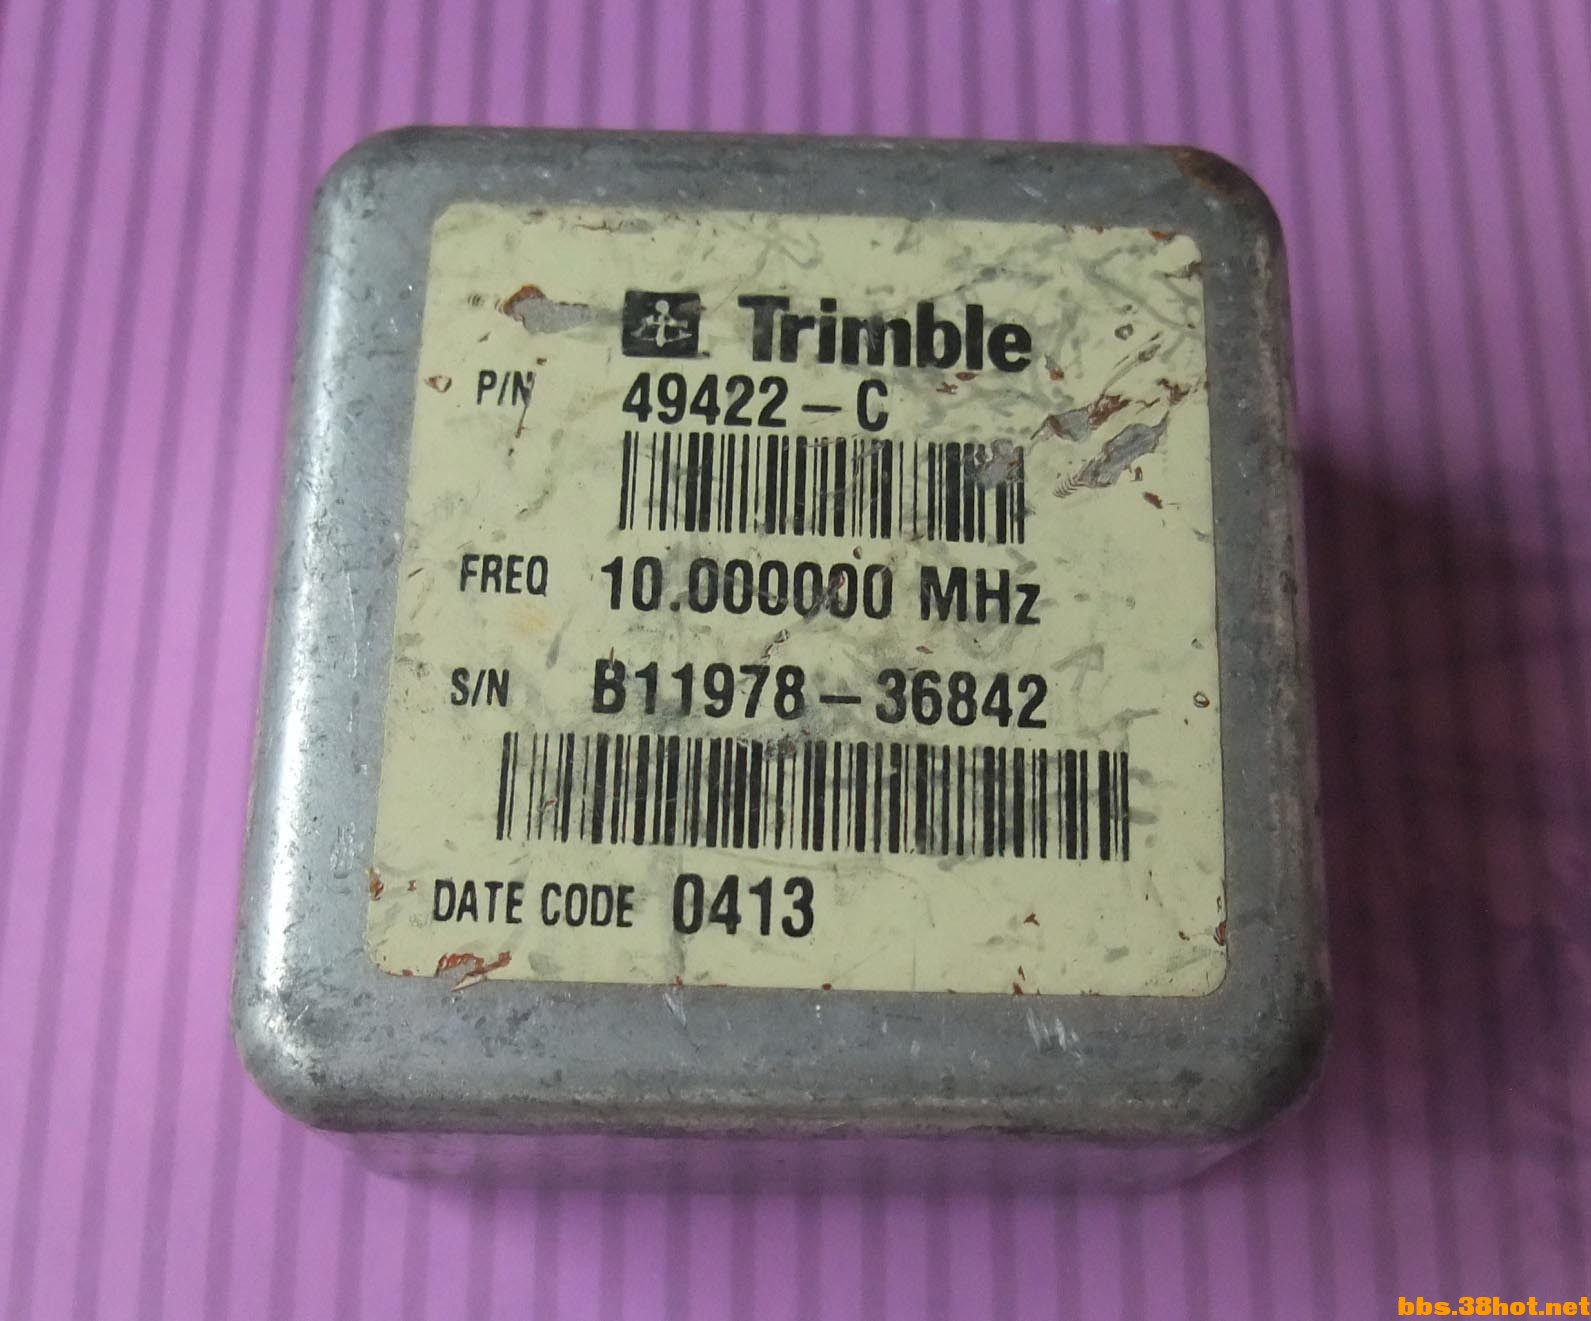 Trimble
P/N 49422-C
FREQ 10.000000 MHz
S/N B11978-36842
DATE CODE 0413
bbs.38hot.net